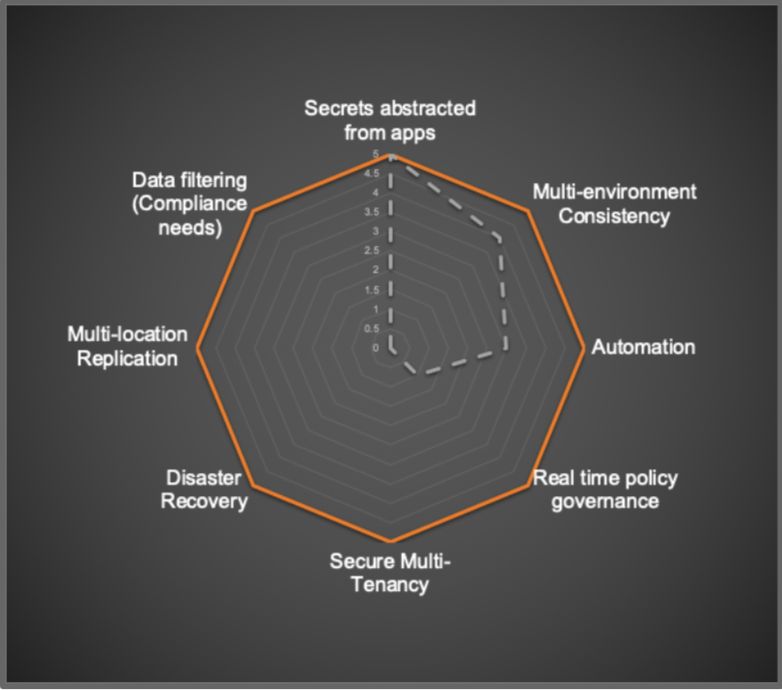 Secrets abstracted
from apps
Data filtering
(Compliance
needs)
Multi-environment
Consistency
5
4.5
4
3.5
3
2.5
2
1.5
1
0.5
0
Multi-location
Replication
Automation
Disaster
Recovery
Real time policy
governance
Secure Multi-
Tenancy